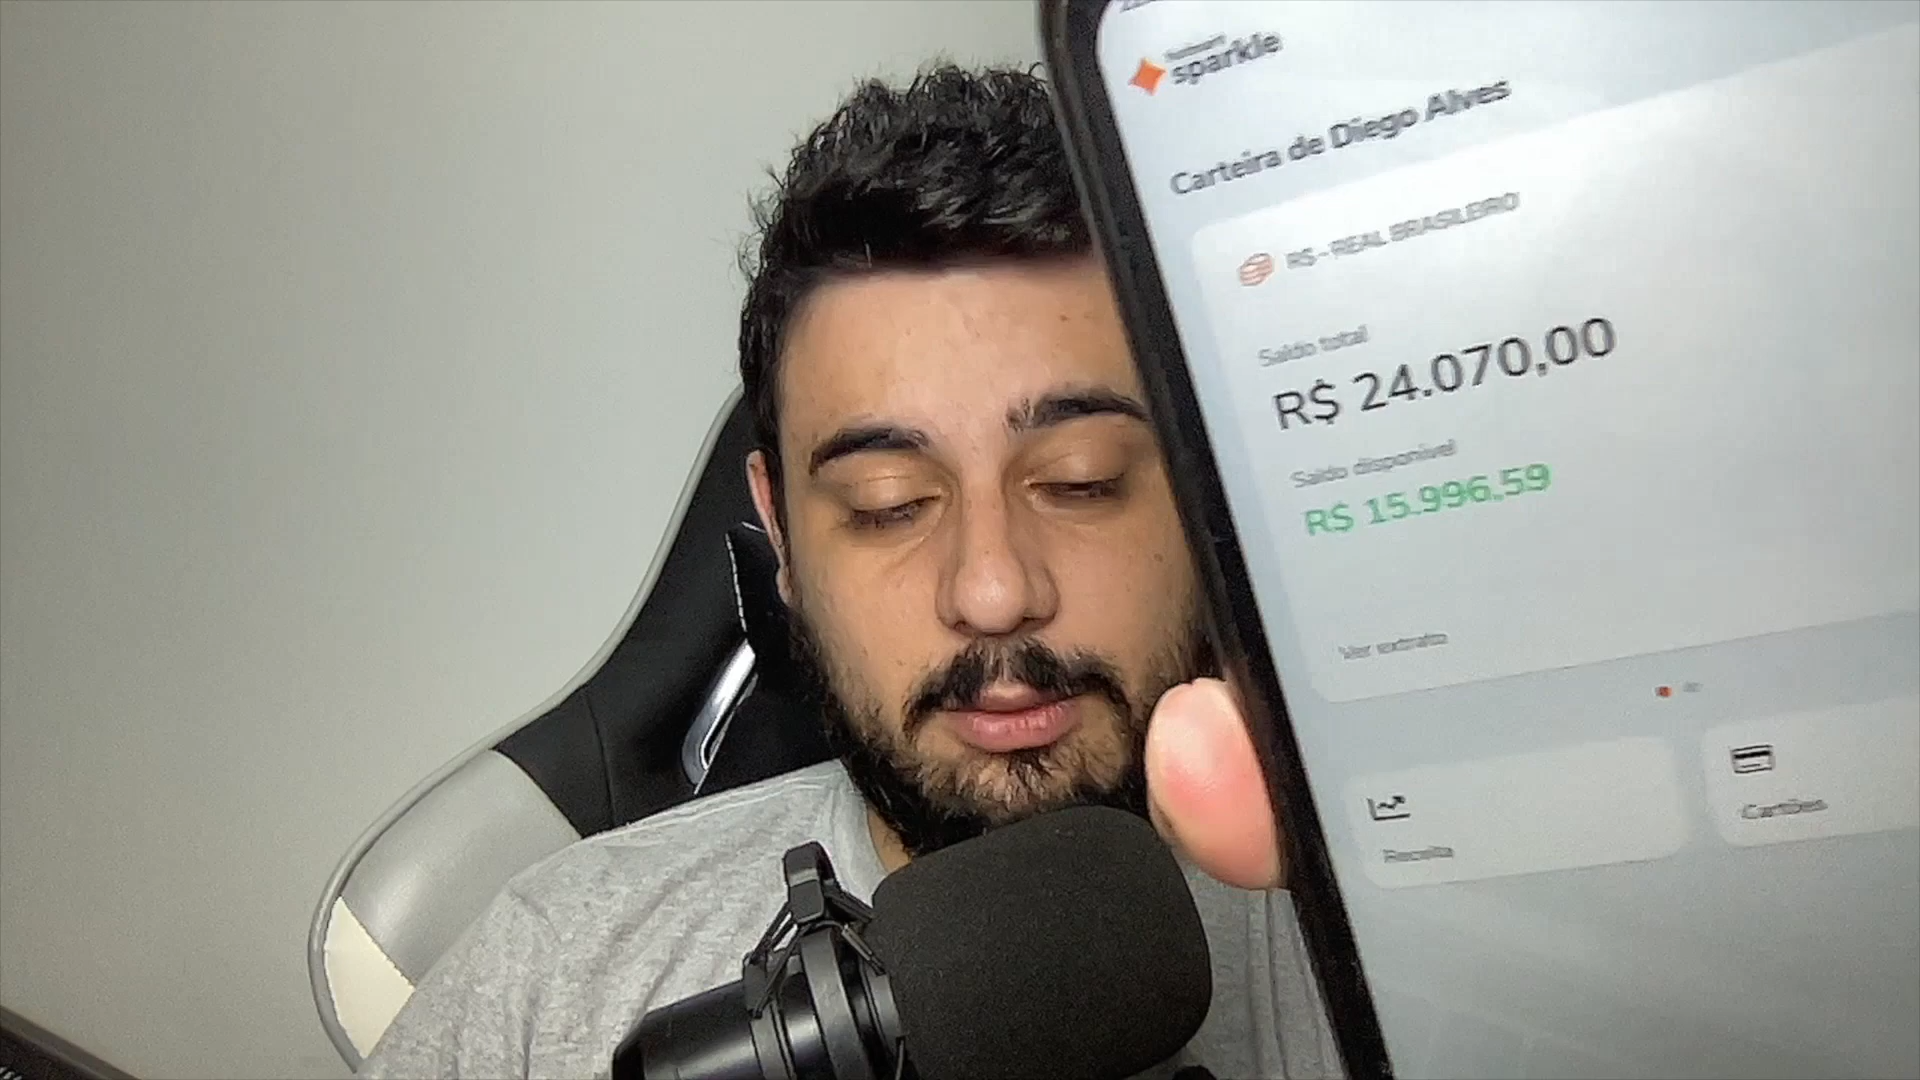 sparkle
Carteira de Diego Alves
R$ - REAL BRASILEIRO
Saldo total
R$ 24.070,00
Saldo disponível
R$ 15.996,59
Ver extrato
Receita
Cartões